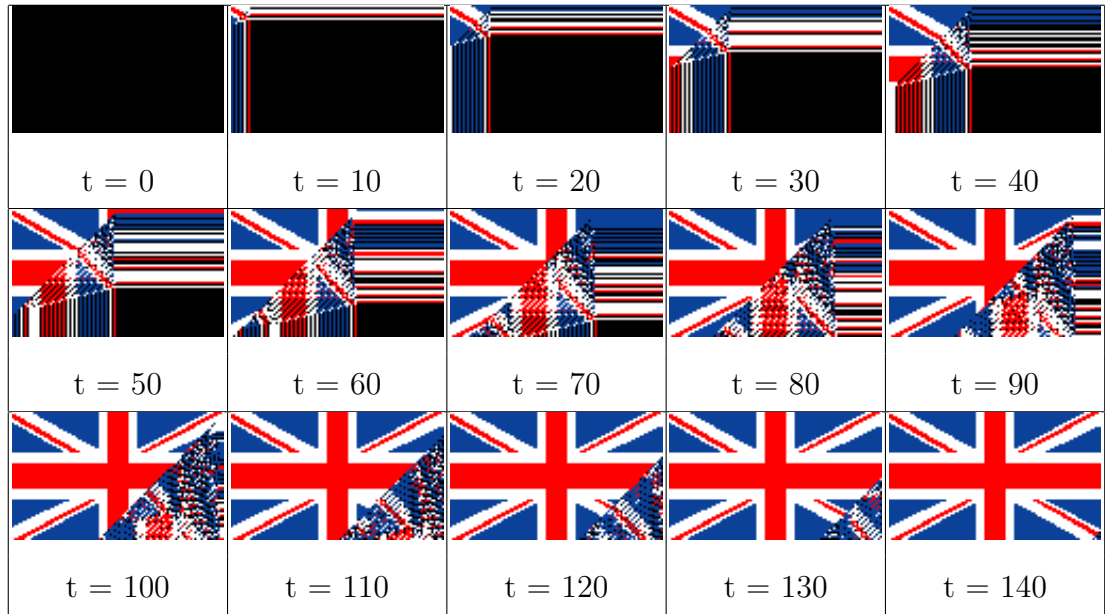 t = 0 t = 10 t = 20 t = 30 t = 40
t = 50 t = 60 t = 70 t = 80 t = 90
t = 100 t = 110 t = 120 t = 130 t = 140